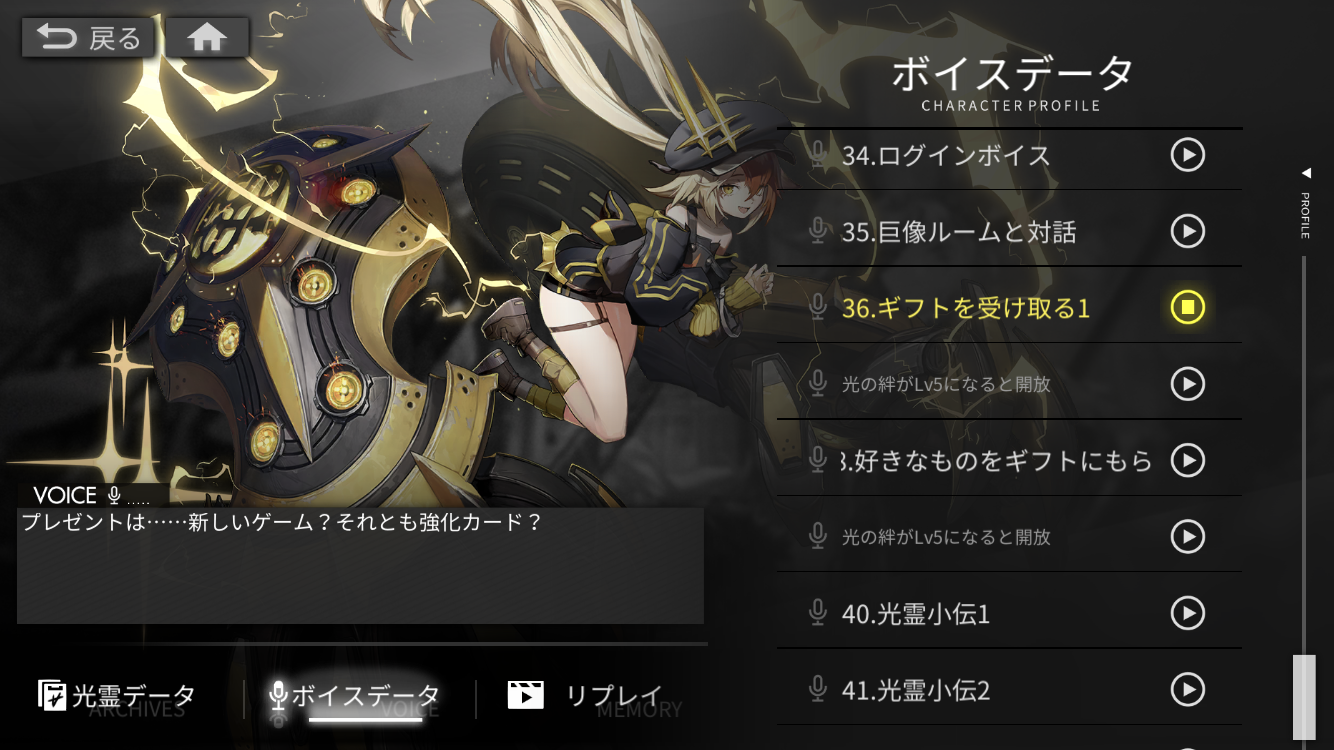 戻る
ボイスデータ
CHARACTER PROFILE
34.ログインボイス
35.巨像ルームと対話
36.ギフトを受け取る1
光の絆がLv5になると開放
8.好きなものをギフトにもら
光の絆がLv5になると開放
40.光霊小伝1
41.光霊小伝2
PROFILE
VOICE .....
プレゼントは……新しいゲーム？それとも強化カード？
光霊データ
ARCHIVES
ボイスデータ
VOICE
リプレイ
MEMORY